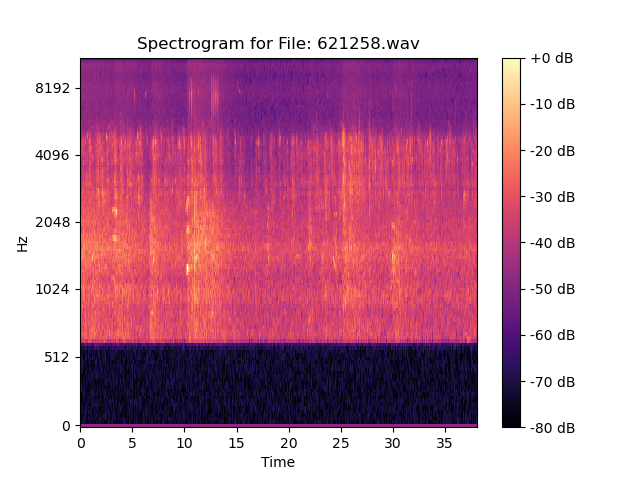 Spectrogram for File: 621258.wav
8192
4096
2048
1024
512
0
Hz
0 5 10 15 20 25 30 35
Time
+0 dB
-10 dB
-20 dB
-30 dB
-40 dB
-50 dB
-60 dB
-70 dB
-80 dB